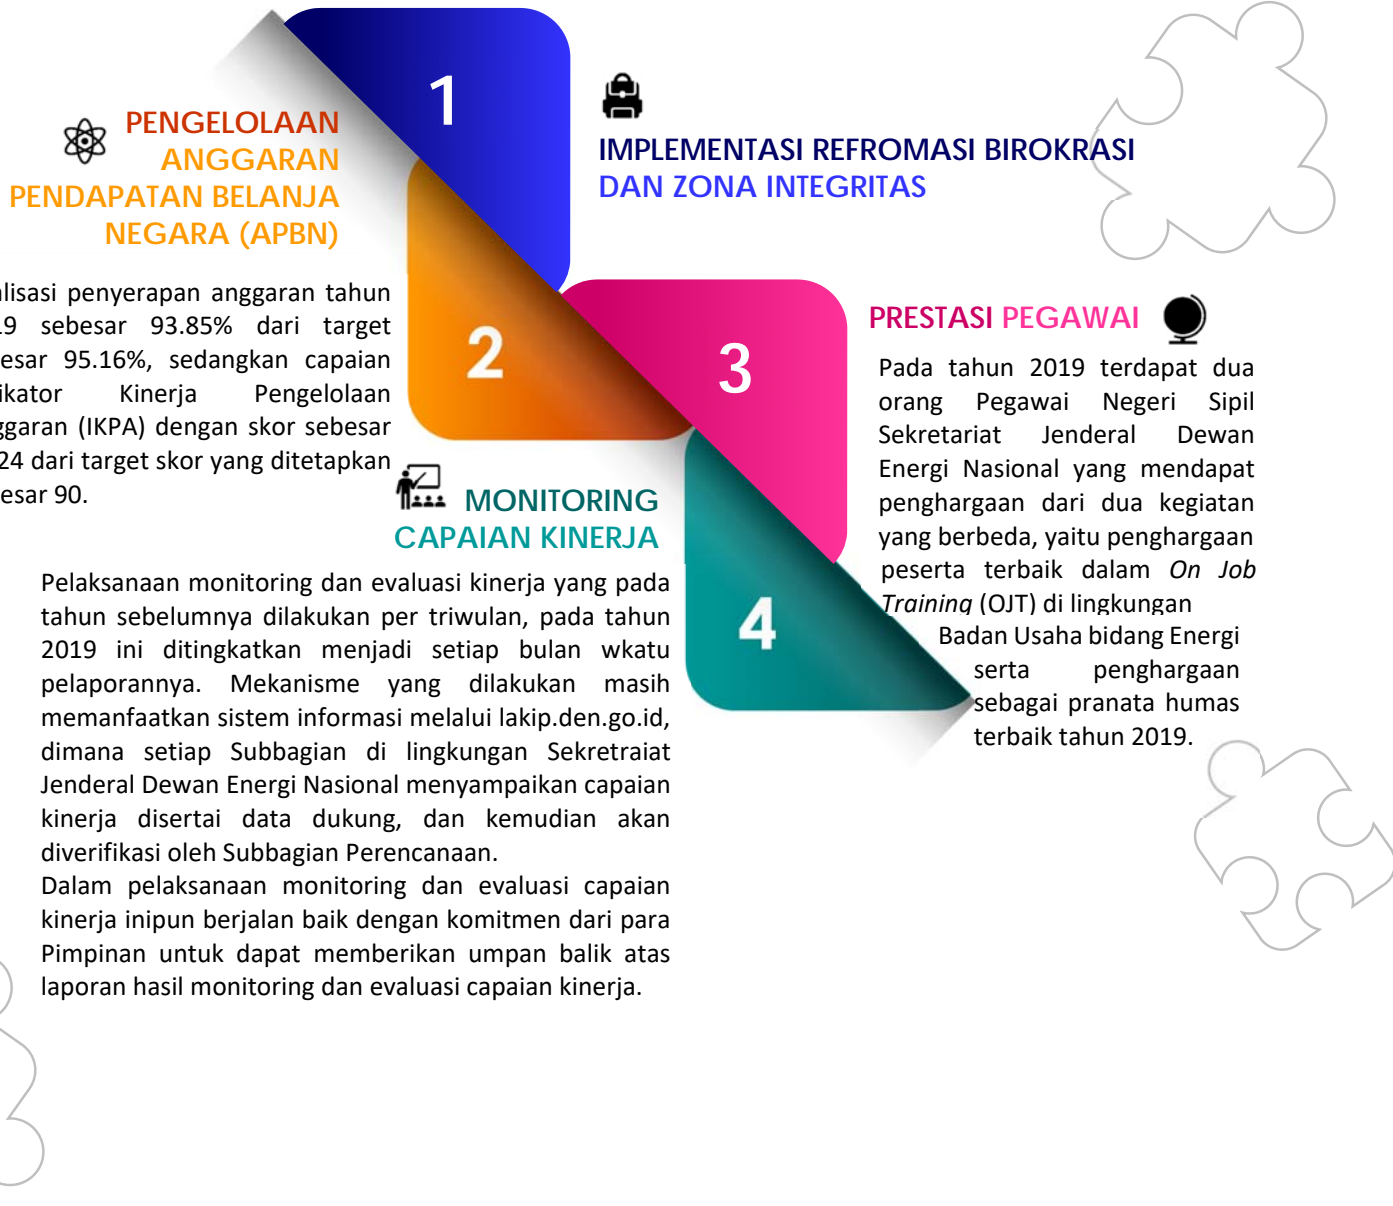 1
IMPLEMENTASI REFROMASI BIROKRASI
DAN ZONA INTEGRITAS
PENGELOLAAN
ANGGARAN
PENDAPATAN BELANJA
NEGARA (APBN)
2
alisasi penyerapan anggaran tahun
19 sebesar 93.85% dari target
esar 95.16%, sedangkan capaian
ikator Kinerja Pengelolaan
ggaran (IKPA) dengan skor sebesar
24 dari target skor yang ditetapkan
esar 90.
3
PRESTASI PEGAWAI
Pada tahun 2019 terdapat dua
orang Pegawai Negeri Sipil
Sekretariat Jenderal Dewan
Energi Nasional yang mendapat
penghargaan dari dua kegiatan
yang berbeda, yaitu penghargaan
peserta terbaik dalam On Job
Training (OJT) di lingkungan
Badan Usaha bidang Energi
serta penghargaan
sebagai pranata humas
terbaik tahun 2019.
4
MONITORING
CAPAIAN KINERJA
Pelaksanaan monitoring dan evaluasi kinerja yang pada
tahun sebelumnya dilakukan per triwulan, pada tahun
2019 ini ditingkatkan menjadi setiap bulan wkatu
pelaporannya. Mekanisme yang dilakukan masih
memanfaatkan sistem informasi melalui lakip.den.go.id,
dimana setiap Subbagian di lingkungan Sekretraiat
Jenderal Dewan Energi Nasional menyampaikan capaian
kinerja disertai data dukung, dan kemudian akan
diverifikasi oleh Subbagian Perencanaan.
Dalam pelaksanaan monitoring dan evaluasi capaian
kinerja inipun berjalan baik dengan komitmen dari para
Pimpinan untuk dapat memberikan umpan balik atas
laporan hasil monitoring dan evaluasi capaian kinerja.